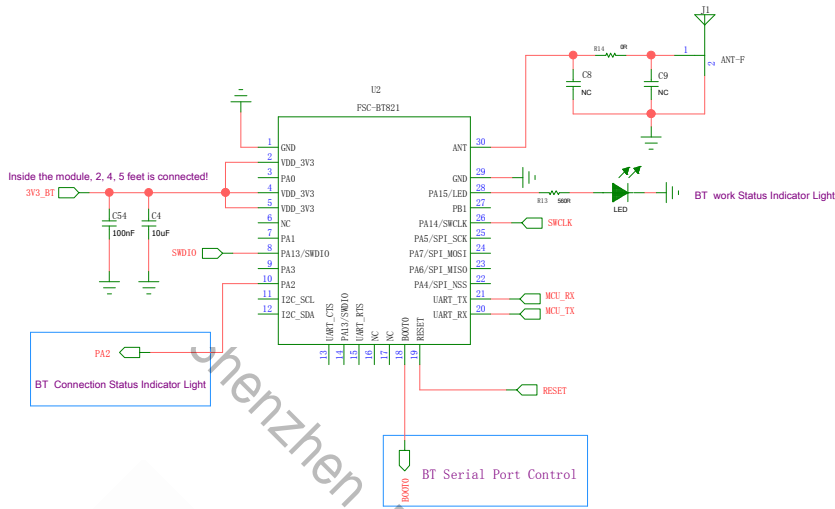 J1
R14
0R
1
2
ANT-F
C8
NC
C9
NC
U2
FSC-BT821
1
GND
2
VDD_3V3
3
PA0
4
VDD_3V3
5
VDD_3V3
6
NC
7
PA1
8
PA13/SWDIO
9
PA3
10
PA2
11
I2C_SCL
12
I2C_SDA
ANT
30
GND
29
PA15/LED
28
PB1
27
PA14/SWCLK
26
PA5/SPI_SCK
25
PA7/SPI_MOSI
24
PA6/SPI_MISO
23
PA4/SPI_NSS
22
UART_TX
21
UART_RX
20
UART_CTS
PA13/SWDIO
UART_RTS
NC
NC
BOOT0
RESET
13
14
15
16
17
18
19
Inside the module, 2, 4, 5 feet is connected!
3V3_BT
C54
100nF
C4
10uF
SWDIO
R13
560R
LED
BT work Status Indicator Light
SWCLK
MCU_RX
MCU_TX
PA2
BT Connection Status Indicator Light
RESET
BT Serial Port Control
BOOT0
Shenzhen